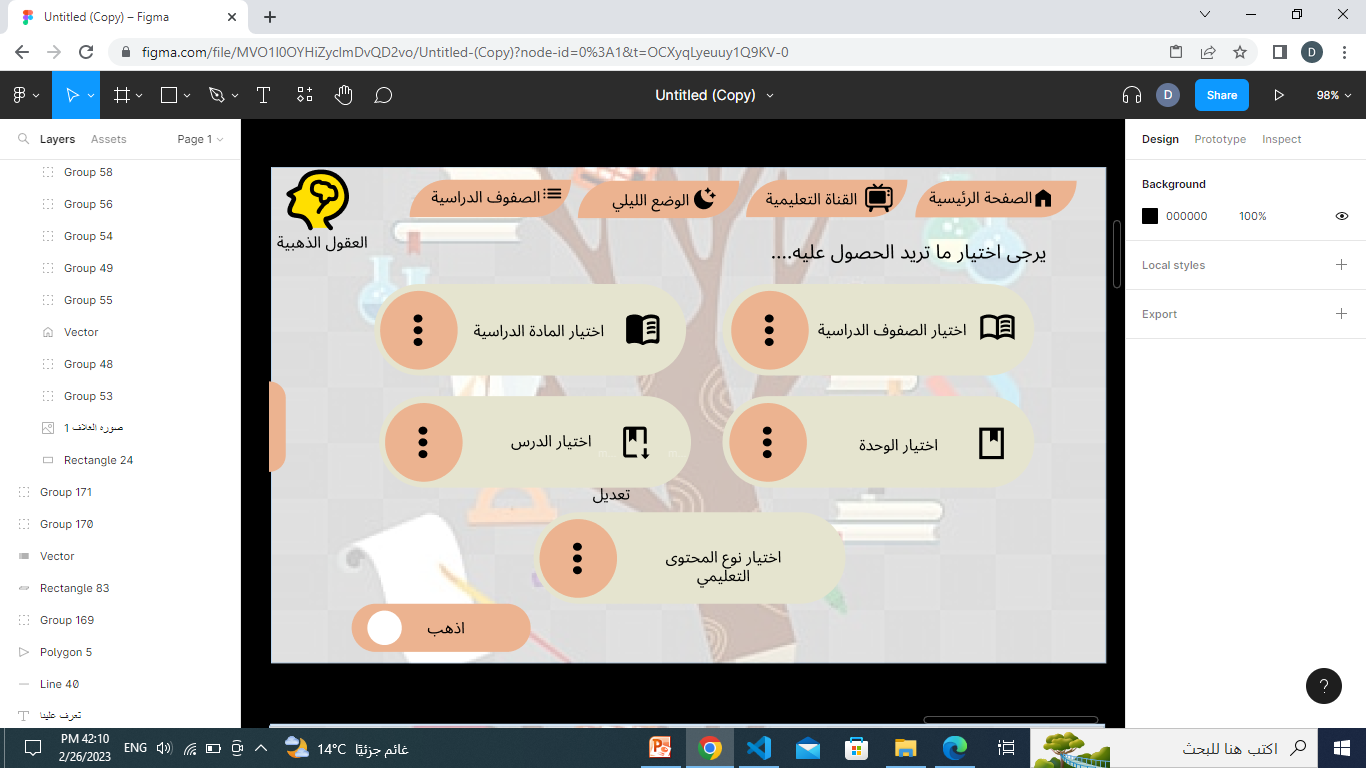 Untitled (Copy) – Figma
figma.com/file/MVO1I0OYHiZycImDvQD2vo/Untitled-(Copy)?node-id=0%3A1&t=OCXyqLyeuuy1Q9KV-0
D
Untitled (Copy)
D
Share
98%
Layers
Assets
Page 1
Group 58
Group 56
Group 54
Group 49
Group 55
Vector
Group 48
Group 53
صوره الغلاف 1
Rectangle 24
Group 171
Group 170
Vector
Rectangle 83
Group 169
Polygon 5
Line 40
تعرف علينا
الصفحة الرئيسية
القناة التعليمية
الوضع الليلي
الصفوف الدراسية
العقول الذهبية
يرجى اختيار ما تريد الحصول عليه....
اختيار الصفوف الدراسية
اختيار المادة الدراسية
اختيار الوحدة
اختيار الدرس
تعديل
اختيار نوع المحتوى
التعليمي
اذهب
Design
Prototype
Inspect
Background
000000
100%
Local styles
Export
?
PM 42:10
2/26/2023
ENG
14°C
غائم جزئيًا
اكتب هنا للبحث